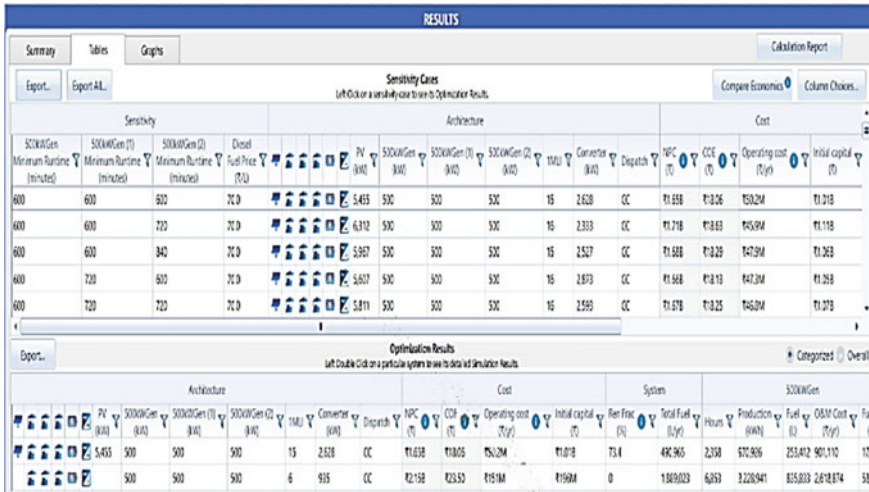 RESULTS
Summary Tables Graphs Calculation Report
Export... Export All... Sensitivity Cases Compare Economics Column Choices...
Left Click on a sensitivity case to see its Optimization Results.
Sensitivity Architecture Cost
500kWGen Minimum Runtime (minutes) 500kWGen (1) Minimum Runtime (minutes) 500kWGen (2) Minimum Runtime (minutes) Diesel Fuel Price (₹/L) PV (kW) 500kWGen (kW) 500kWGen (1) (kW) 500kWGen (2) (kW) 1MU Converter (kW) Dispatch NPC (₹) COE (₹) Operating cost (₹/yr) Initial capital (₹)
600 600 600 70.0 5,455 500 500 500 15 2,628 CC ₹1.65B ₹18.06 ₹50.2M ₹1.01B
600 600 720 70.0 6,312 500 500 500 16 2,333 CC ₹1.71B ₹18.63 ₹45.9M ₹1.11B
600 600 840 70.0 5,967 500 500 500 15 2,527 CC ₹1.68B ₹18.29 ₹47.9M ₹1.06B
600 720 600 70.0 5,607 500 500 500 15 2,873 CC ₹18.13 ₹47.3M ₹1.05B
600 720 720 70.0 5,811 500 500 500 15 2,593 CC ₹1.67B ₹18.25 ₹46.8M ₹1.07B
Export... Optimization Results Categorized Overall
Left Double Click on a particular system to see its detailed Simulation Results.
Architecture Cost System 500kWGen
PV (kW) 500kWGen (kW) 500kWGen (1) (kW) 500kWGen (2) (kW) 1MU Converter (kW) Dispatch NPC (₹) COE (₹) Operating cost (₹/yr) Initial capital (₹) Ren Frac (%) Total Fuel (L/yr) Hours Production (kWh) Fuel (L) O&M Cost (₹/yr)
5,455 500 500 500 15 2,628 CC ₹1.65B ₹18.06 ₹50.2M ₹1.01B 73.4 490,965 2,358 970,926 253,412 901,110
500 500 500 6 935 CC ₹2.15B ₹23.50 ₹151M ₹196M 0 1,889,023 6,853 3,228,941 835,833 2,618,874